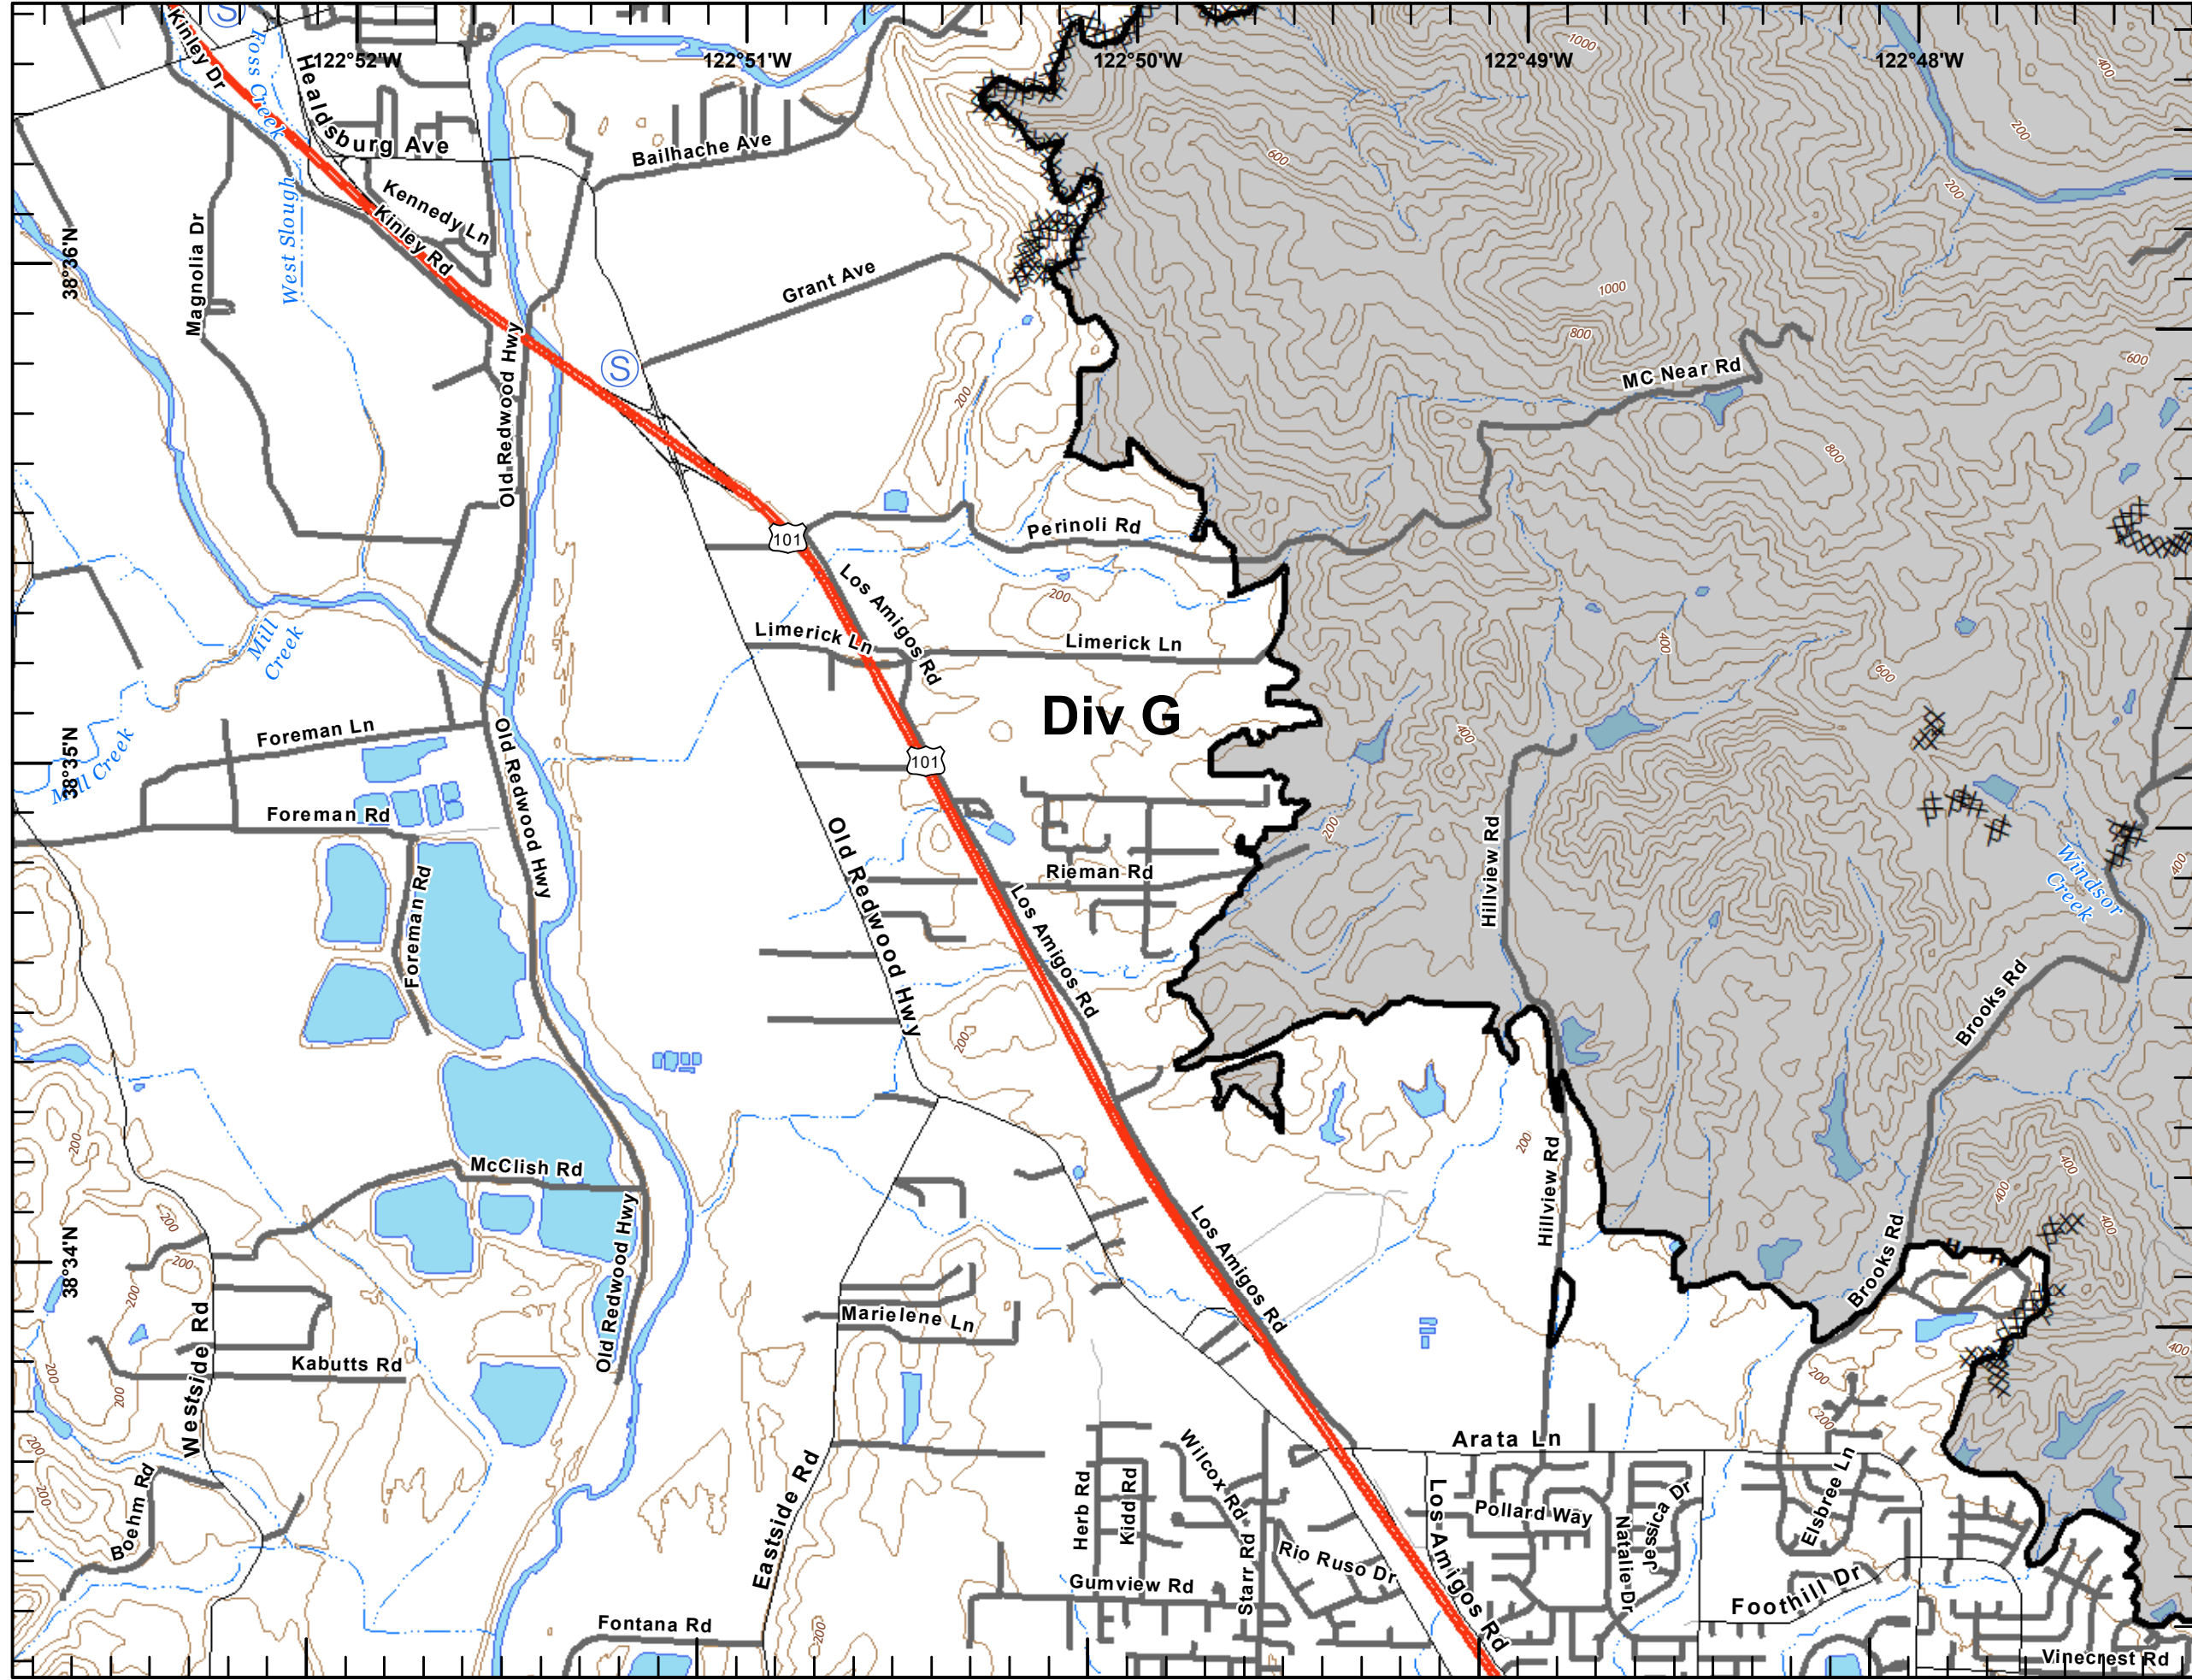 S
Kinley Dr
Foss Creek
Healdsburg Ave
122°52'W
122°51'W
122°50'W
122°49'W
122°48'W
1000
400
200
600
200
Bailhache Ave
Kennedy Ln
Kinley Rd
Magnolia Dr
West Slough
38°36'N
Grant Ave
1000
800
600
MC Near Rd
Old Redwood Hwy
S
200
800
Old Redwood Hwy
101
Perinoli Rd
Los Amigos Rd
200
Limerick Ln
Limerick Ln
Mill
Creek
400
600
Div G
Foreman Ln
Mill Creek
38°35'N
Old Redwood Hwy
101
400
Foreman Rd
Old Redwood Hwy
200
Hillview Rd
Windsor
Creek
400
Rieman Rd
Foreman Rd
Los Amigos Rd
Brooks Rd
200
200
200
Hillview Rd
McClish Rd
400
400
400
200
200
38°34'N
Old Redwood Hwy
Los Amigos Rd
Brooks Rd
200
Westside Rd
Marielene Ln
Kabutts Rd
200
200
200
400
200
200
Arata Ln
Boehm Rd
200
Eastside Rd
Herb Rd
Kidd Rd
Wilcox Rd
Starr Rd
Rio Ruso Dr
Los Amigos Rd
Pollard Way
Natalie Dr
Jessica Dr
Elsbree Ln
Foothill Dr
Gumview Rd
Fontana Rd
200
Vinecrest Rd